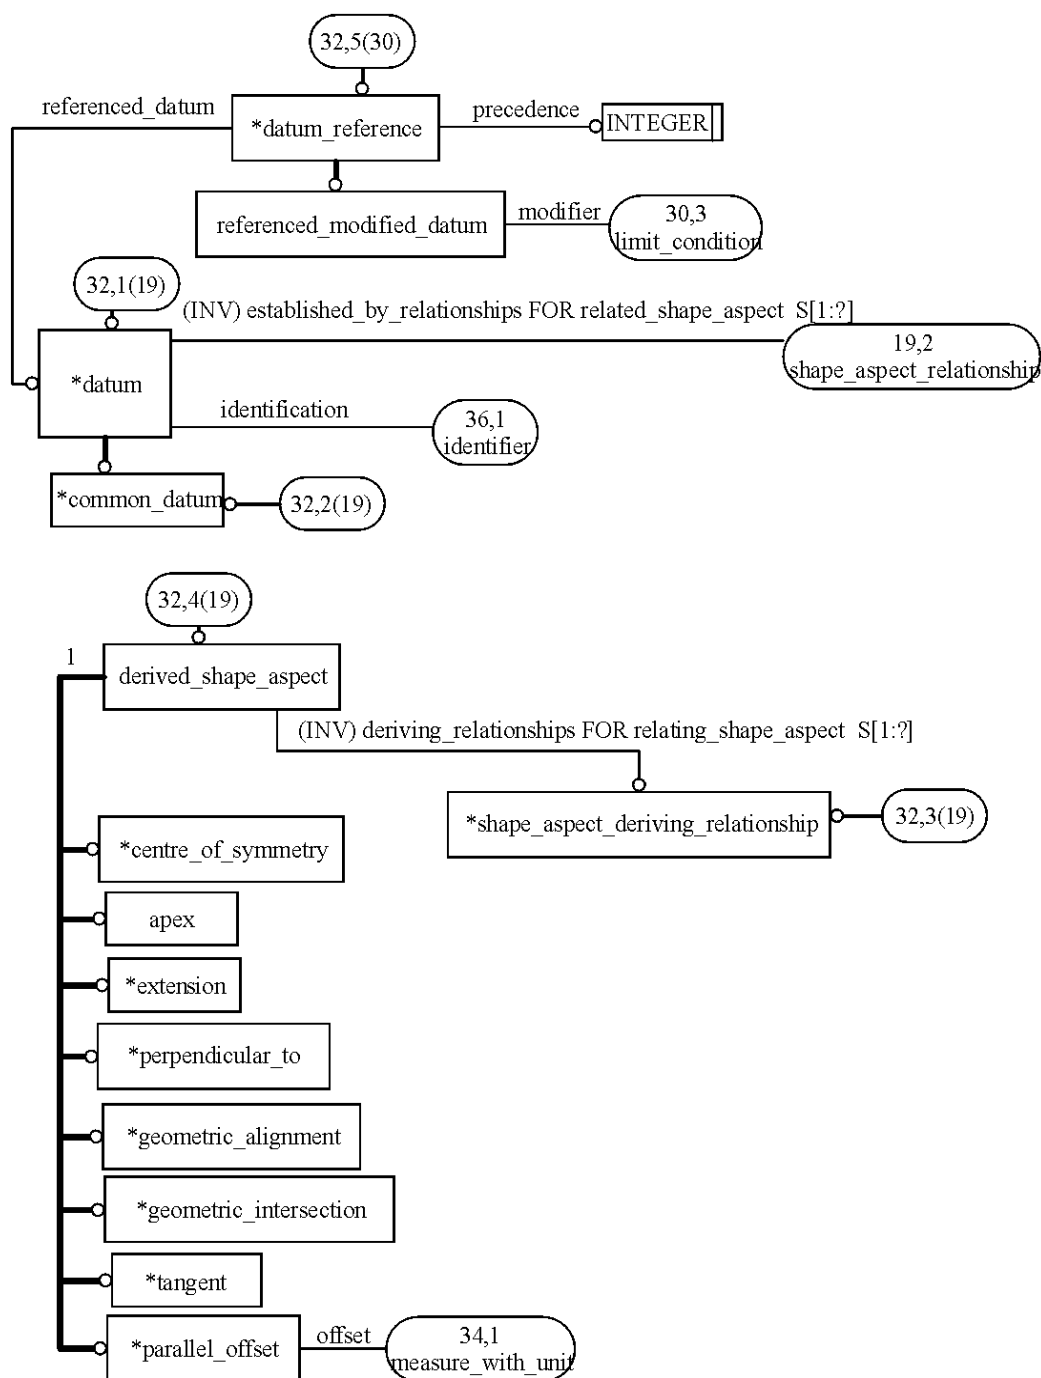 32,5(30)
referenced_datum
precedence
*datum_reference
INTEGER
referenced_modified_datum
modifier
30,3
limit_condition
32,1(19)
(INV) established_by_relationships FOR related_shape_aspect S[1:?]
*datum
19,2
shape_aspect_relationship
identification
36,1
identifier
*common_datum
32,2(19)
32,4(19)
1
derived_shape_aspect
(INV) deriving_relationships FOR relating_shape_aspect S[1:?]
*shape_aspect_deriving_relationship
32,3(19)
*centre_of_symmetry
apex
*extension
*perpendicular_to
*geometric_alignment
*geometric_intersection
*tangent
*parallel_offset
offset
34,1
measure_with_unit